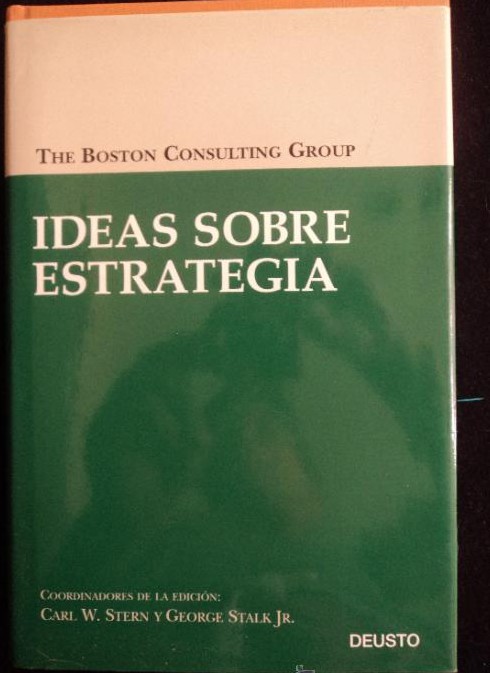 THE BOSTON CONSULTING GROUP
IDEAS SOBRE
ESTRATEGIA
COORDINADORES DE LA EDICIÓN:
CARL W. STERN Y GEORGE STALK JR.
DEUSTO